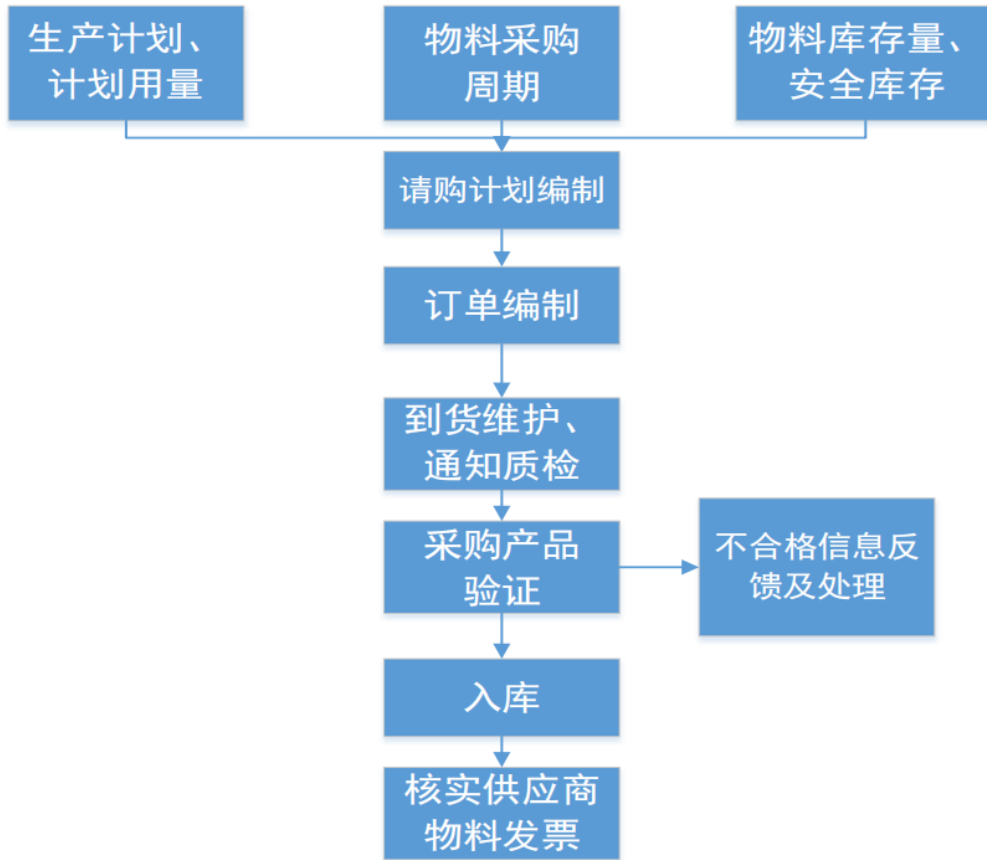 生产计划、
计划用量
物料采购
周期
物料库存量、
安全库存
请购计划编制
订单编制
到货维护、
通知质检
采购产品
验证
不合格信息反
馈及处理
入库
核实供应商
物料发票